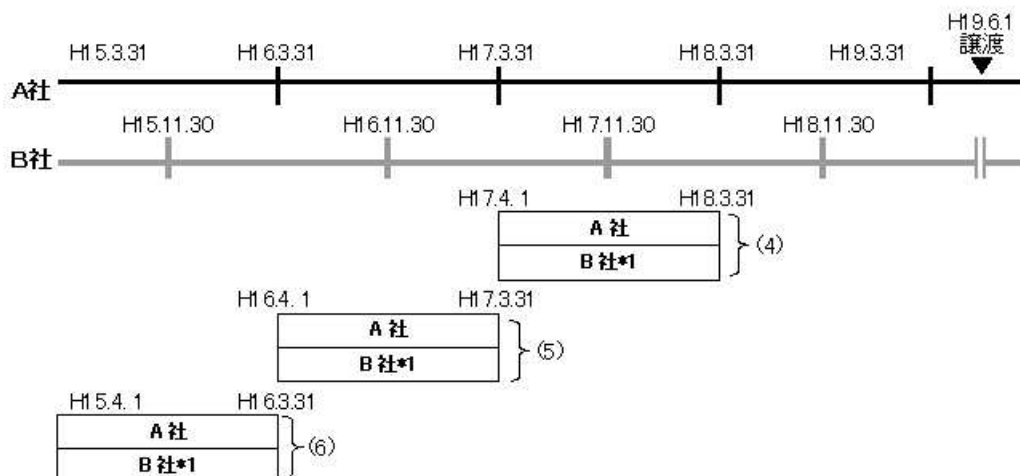 H19.6.1
譲渡
H15.3.31 H16.3.31 H17.3.31 H18.3.31 H19.3.31
A社
H15.11.30 H16.11.30 H17.11.30 H18.11.30
B社
H17.4.1 H18.3.31
A社
B社*1
(4)
H16.4.1 H17.3.31
A社
B社*1
(5)
H15.4.1 H16.3.31
A社
B社*1
(6)